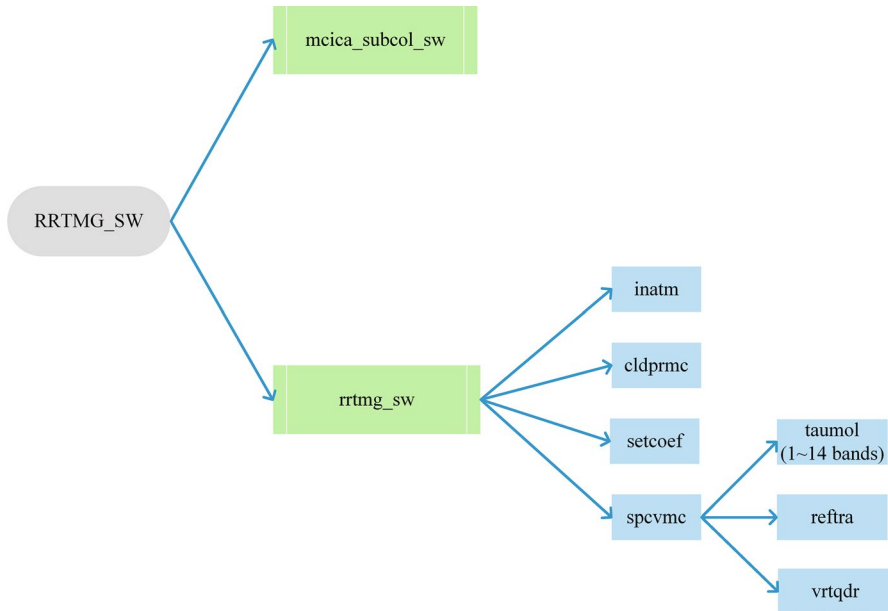 mcica_subcol_sw
RRTMG_SW
rrtmg_sw
inatm
cldprmc
setcoef
spcvmc
taumol
(1~14 bands)
reftra
vrtqdr